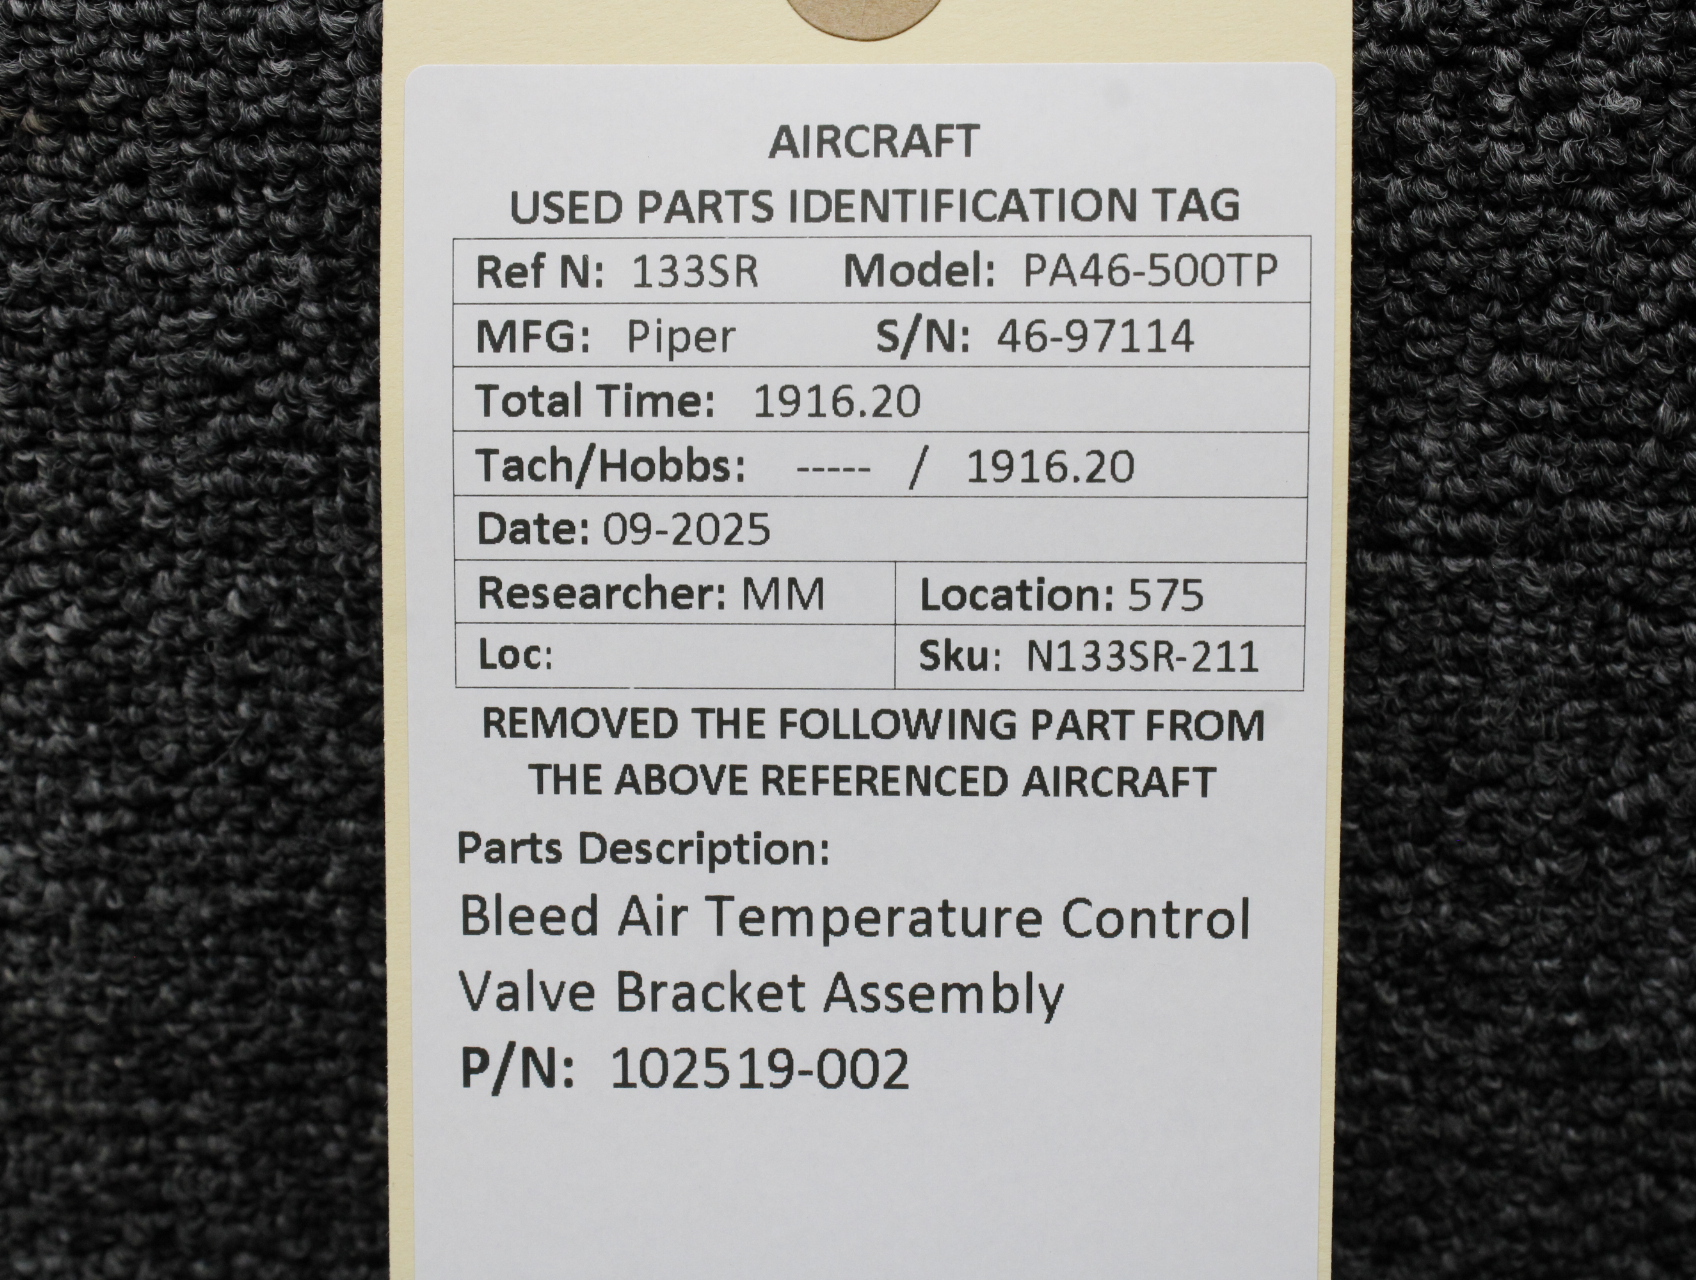 AIRCRAFT
USED PARTS IDENTIFICATION TAG
Ref N: 133SR Model: PA46-500TP
MFG: Piper S/N: 46-97114
Total Time: 1916.20
Tach/Hobbs: ----- / 1916.20
Date: 09-2025
Researcher: MM Location: 575
Loc: Sku: N133SR-211
REMOVED THE FOLLOWING PART FROM
THE ABOVE REFERENCED AIRCRAFT
Parts Description:
Bleed Air Temperature Control
Valve Bracket Assembly
P/N: 102519-002